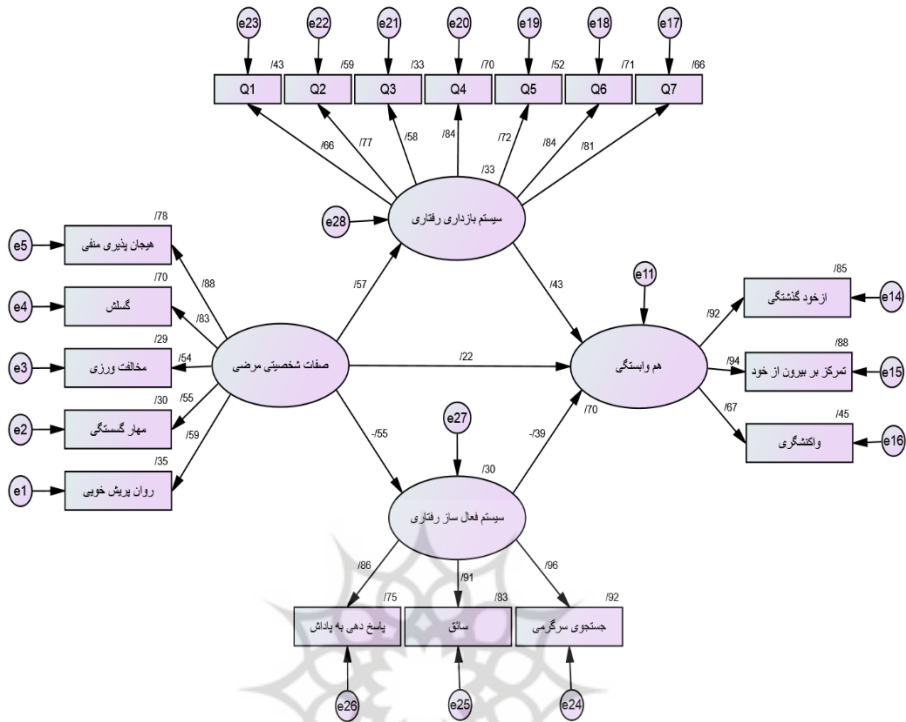 e23 e22 e21 e20 e19 e18 e17
/43 /59 /33 /70 /52 /71 /66
Q1 Q2 Q3 Q4 Q5 Q6 Q7
/66 /77 /58 /84 /72 /84 /81
/33
سیستم بازداری رفتاری
e28
/78
e5 هیجان پذیری منفی
/88
/70
e4 گسلش
/83
/29
e3 مخالفت ورزی
/54
/30
e2 مهار گسستگی
/55
/35
e1 روان پریش خویی
/59
صفات شخصیتی مرضی
/57
/22
-/55
/43
-/39
e11
هم وابستگی
/70
/92
/85
ازخود گذشتگی e14
/94
/88
تمرکز بر بیرون از خود e15
/67
/45
واکنشگری e16
e27
/30
سیستم فعال ساز رفتاری
/86 /91 /96
/75 /83 /92
پاسخ دهی به پاداش
سائق
جستجوی سرگرمی
e26 e25 e24